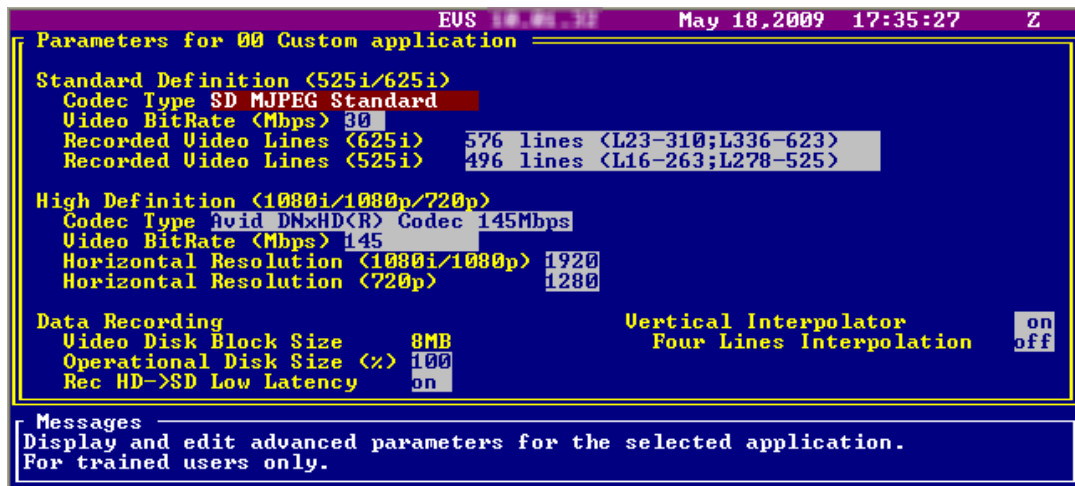 EVS May 18,2009 17:35:27 Z
Parameters for 00 Custom application
Standard Definition (525i/625i)
Codec Type SD MJPEG Standard
Video BitRate (Mbps) 30
Recorded Video Lines (625i) 576 lines (L23-310;L336-623)
Recorded Video Lines (525i) 496 lines (L16-263;L278-525)
High Definition (1080i/1080p/720p)
Codec Type Avid DNxHD(R) Codec 145Mbps
Video BitRate (Mbps) 145
Horizontal Resolution (1080i/1080p) 1920
Horizontal Resolution (720p) 1280
Data Recording
Video Disk Block Size 8MB
Operational Disk Size (%) 100
Rec HD->SD Low Latency on
Vertical Interpolator on
Four Lines Interpolation off
Messages
Display and edit advanced parameters for the selected application.
For trained users only.